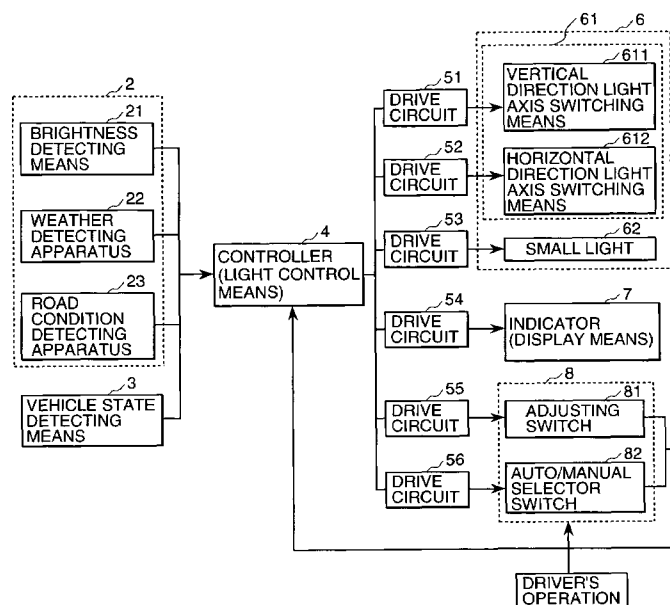 2
21
BRIGHTNESS
DETECTING
MEANS
22
WEATHER
DETECTING
APPARATUS
23
ROAD
CONDITION
DETECTING
APPARATUS
3
VEHICLE STATE
DETECTING
MEANS
4
CONTROLLER
(LIGHT CONTROL
MEANS)
51
DRIVE
CIRCUIT
52
DRIVE
CIRCUIT
53
DRIVE
CIRCUIT
54
DRIVE
CIRCUIT
55
DRIVE
CIRCUIT
56
DRIVE
CIRCUIT
61
6
611
VERTICAL
DIRECTION LIGHT
AXIS SWITCHING
MEANS
612
HORIZONTAL
DIRECTION LIGHT
AXIS SWITCHING
MEANS
62
SMALL LIGHT
7
INDICATOR
(DISPLAY MEANS)
8
81
ADJUSTING
SWITCH
82
AUTO/MANUAL
SELECTOR
SWITCH
DRIVER'S
OPERATION